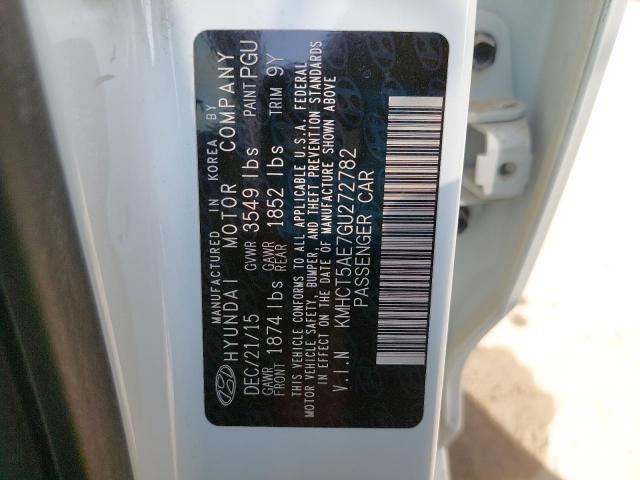 MANUFACTURED IN KOREA BY
HYUNDAI MOTOR COMPANY
DEC/21/15 GVWR 3549 lbs PAINT PGU
GAWR FRONT 1874 lbs GAWR REAR 1852 lbs TRIM 9Y
THIS VEHICLE CONFORMS TO ALL APPLICABLE U.S.A. FEDERAL
MOTOR VEHICLE SAFETY, BUMPER, AND THEFT PREVENTION STANDARDS
IN EFFECT ON THE DATE OF MANUFACTURE SHOWN ABOVE
V.I.N KMHCT5AE7GU272782
PASSENGER CAR